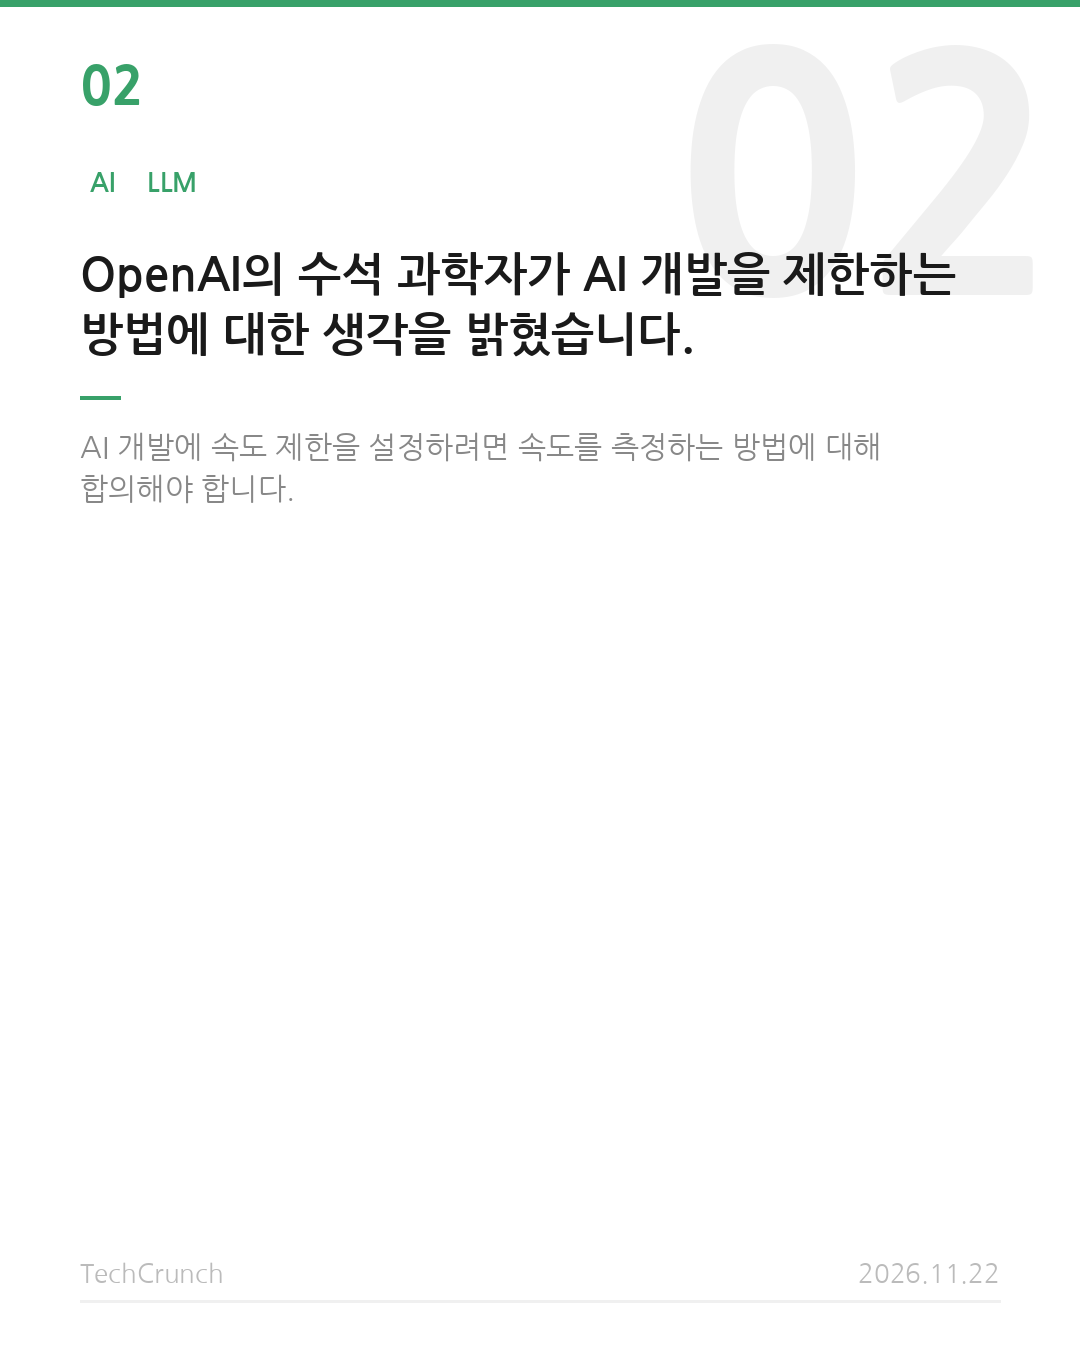 02
02
AI LLM
OpenAI의 수석 과학자가 AI 개발을 제한하는
방법에 대한 생각을 밝혔습니다.
AI 개발에 속도 제한을 설정하려면 속도를 측정하는 방법에 대해
합의해야 합니다.
TechCrunch 2026.11.22